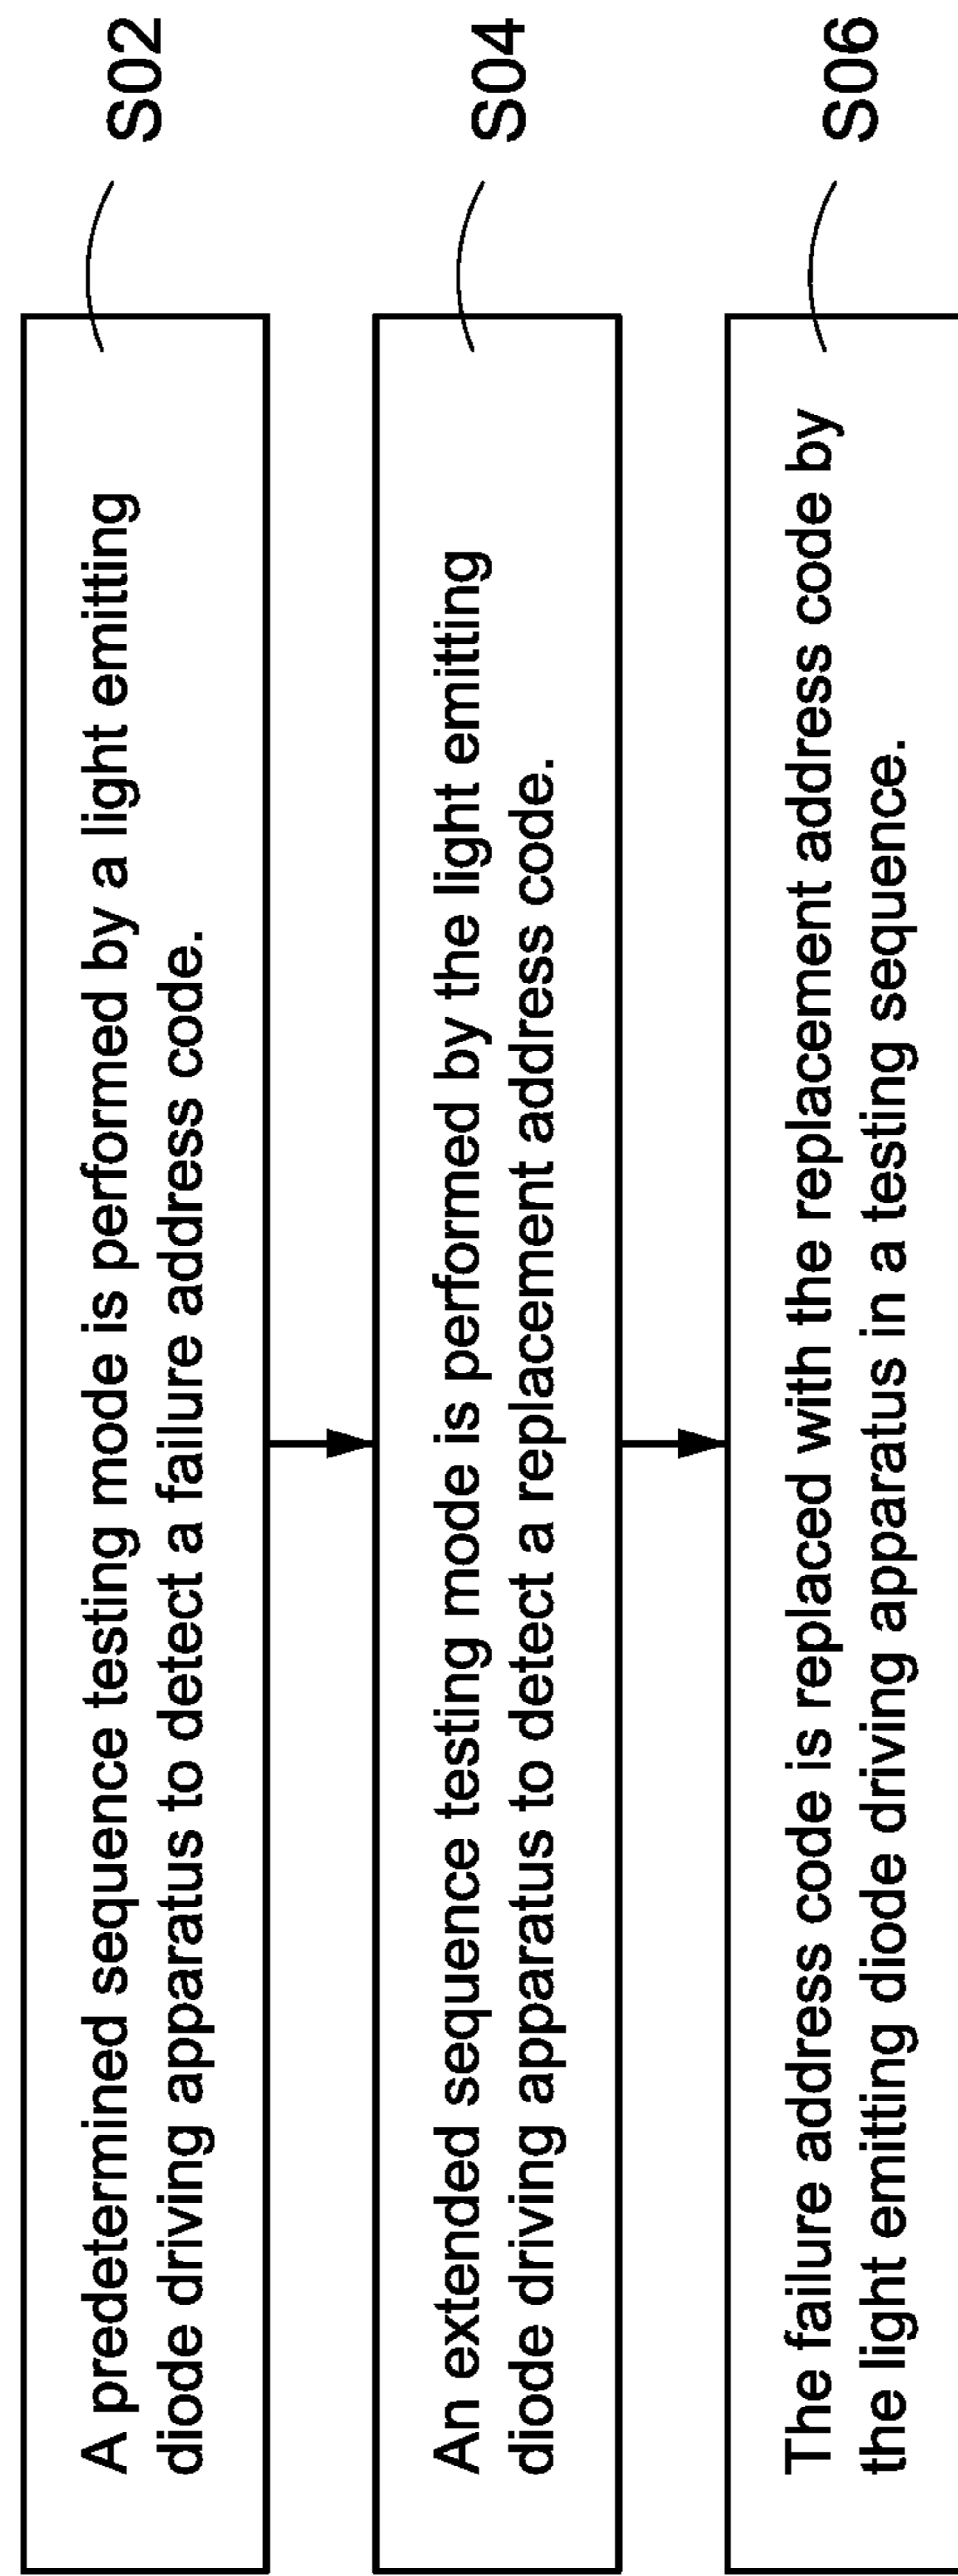 A predetermined sequence testing mode is performed by a light emitting
diode driving apparatus to detect a failure address code.
S02
An extended sequence testing mode is performed by the light emitting
diode driving apparatus to detect a replacement address code.
S04
The failure address code is replaced with the replacement address code by
the light emitting diode driving apparatus in a testing sequence.
S06